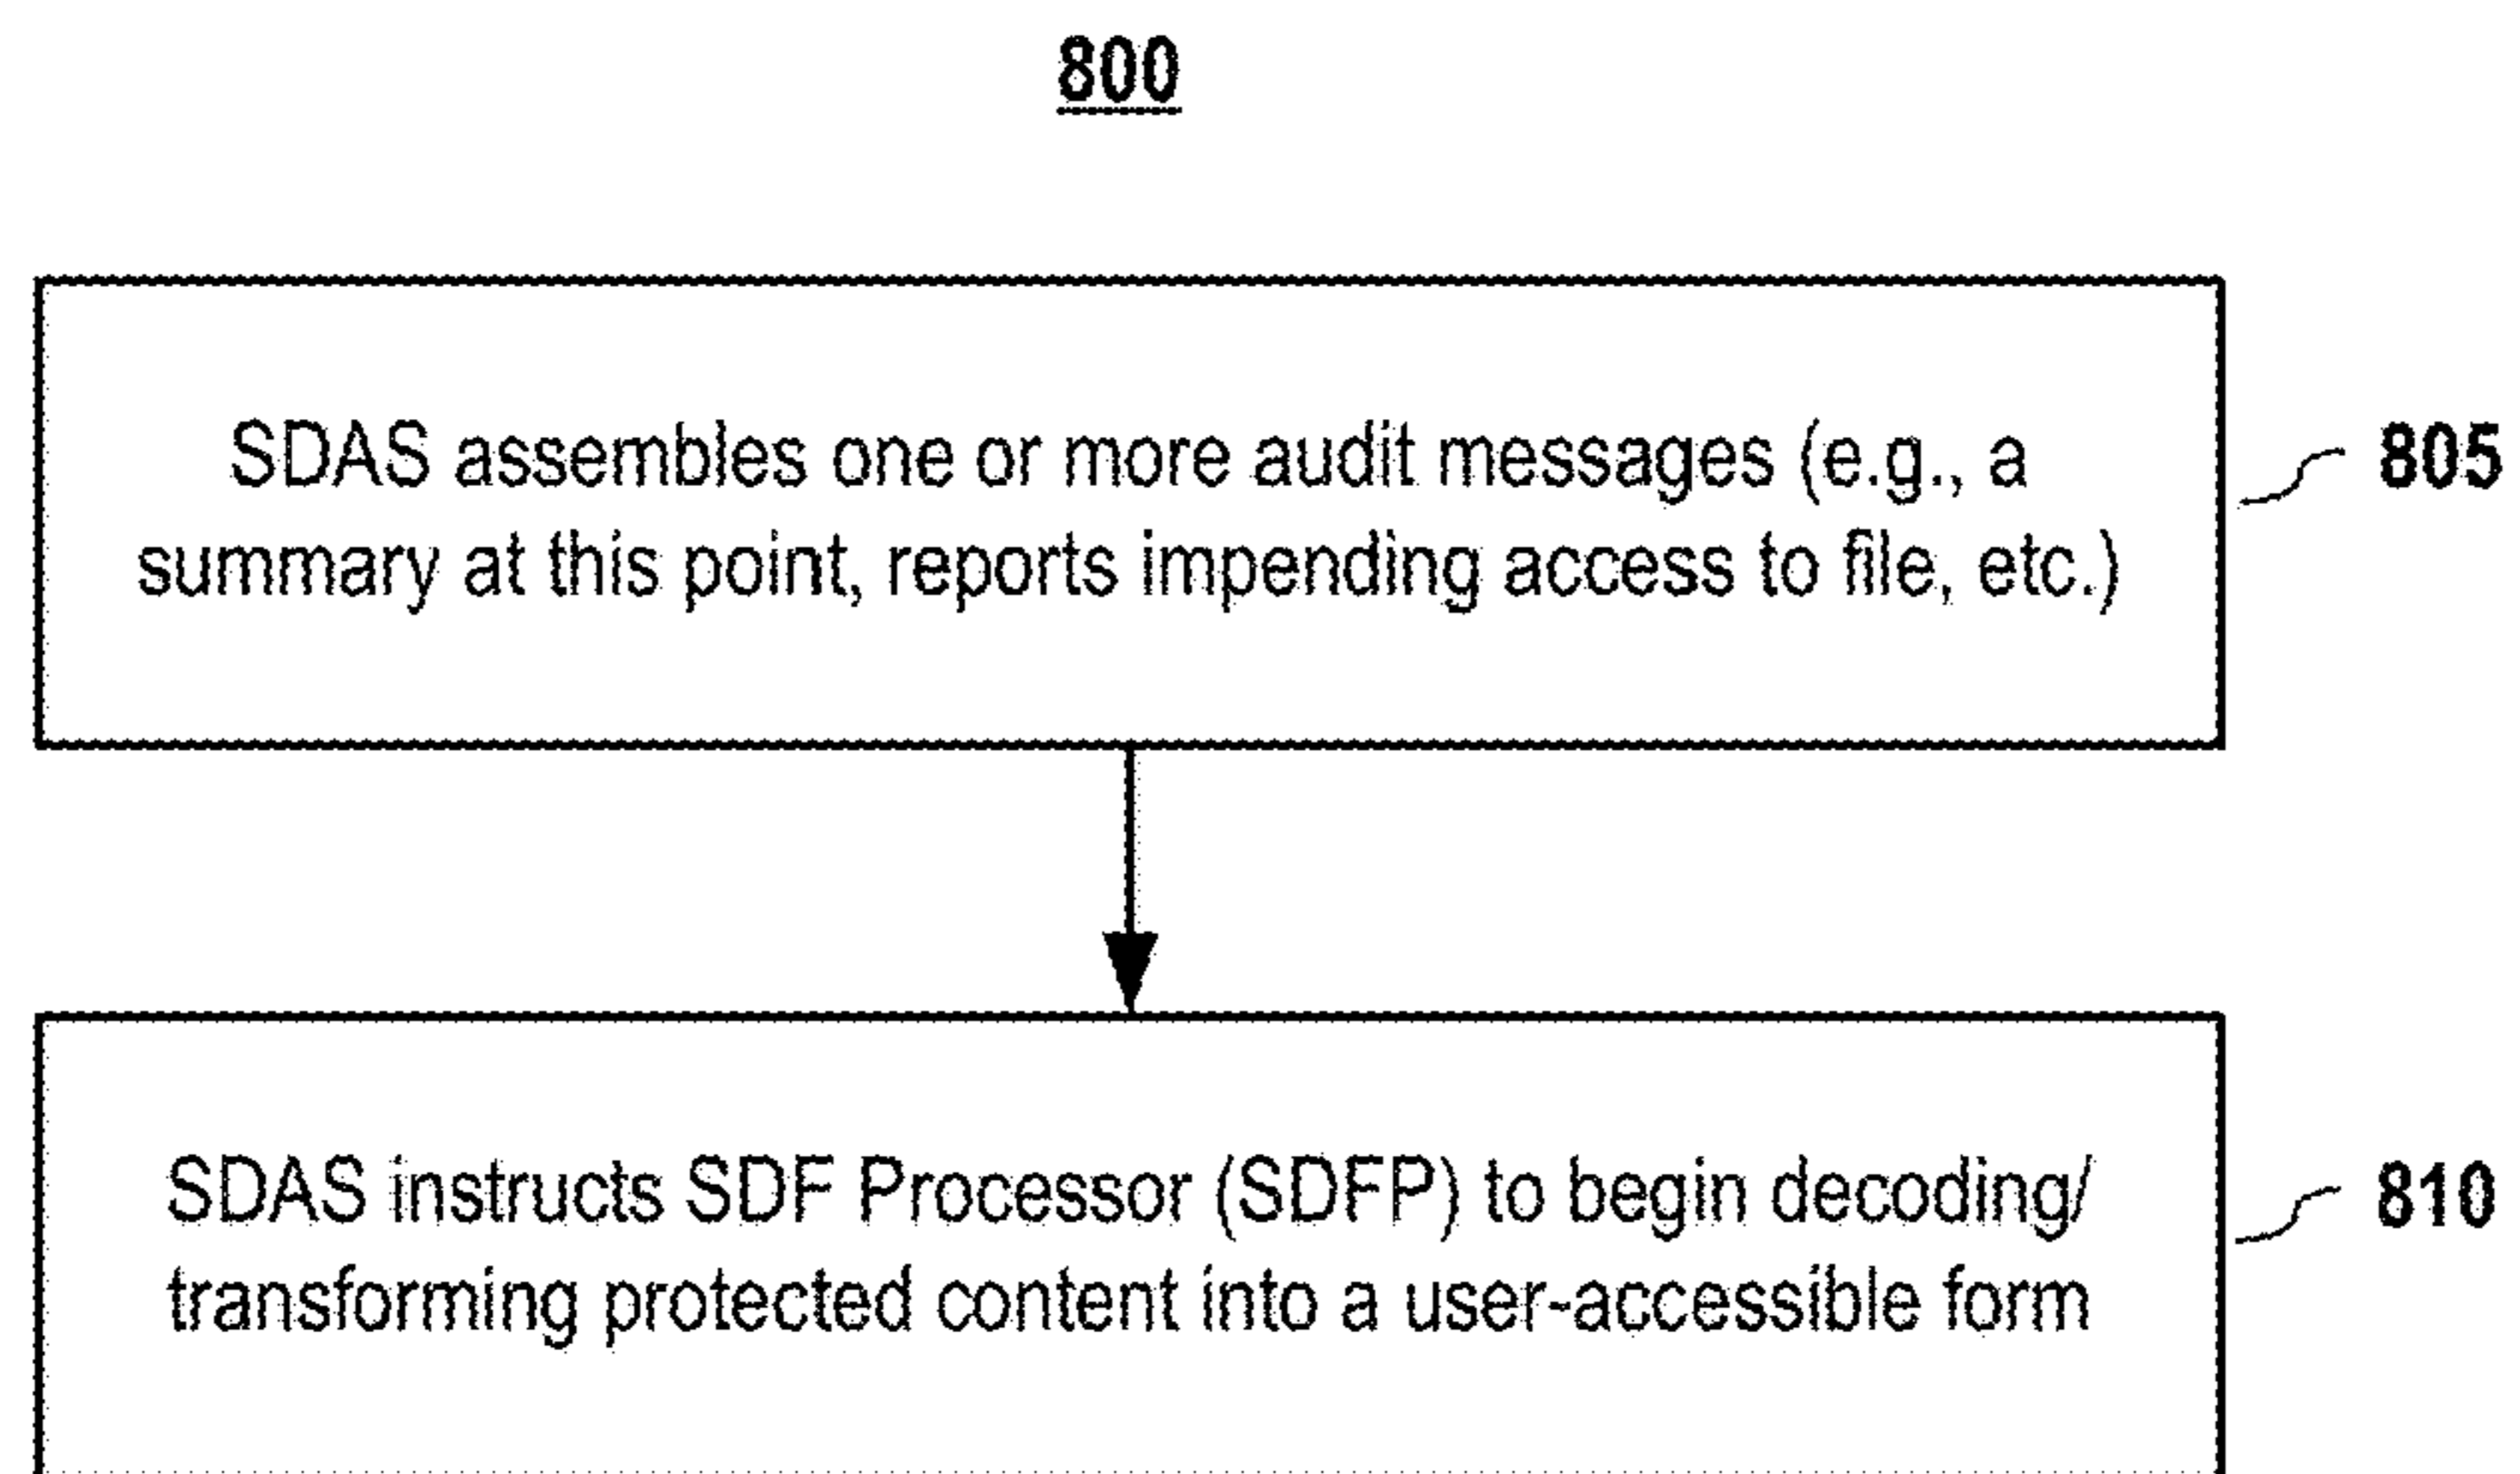 800
SDAS assembles one or more audit messages (e.g., a
summary at this point, reports impending access to file, etc.)
805
SDAS instructs SDF Processor (SDFP) to begin decoding/
transforming protected content into a user-accessible form
810